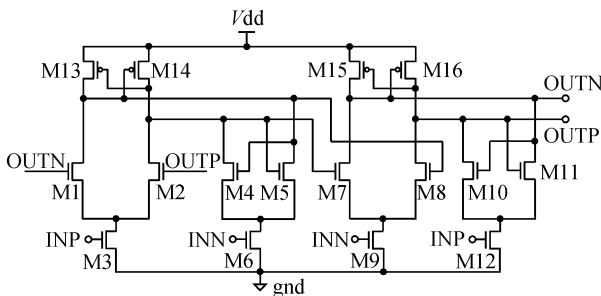 Vdd
M13 M14 M15 M16
OUTN
OUTP
OUTN OUTP
M1 M2 M4 M5 M7 M8 M10 M11
INP INN INN INP
M3 M6 M9 M12
gnd